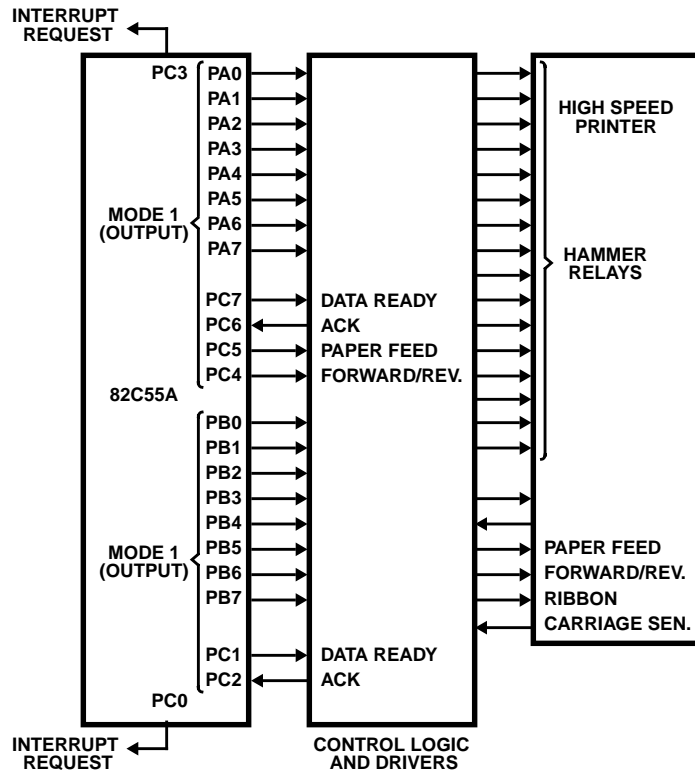 INTERRUPT
REQUEST
PC3
PA0
PA1
PA2
PA3
PA4
PA5
PA6
PA7
MODE 1
(OUTPUT)
PC7
PC6
PC5
PC4
82C55A
PB0
PB1
PB2
PB3
PB4
PB5
PB6
PB7
MODE 1
(OUTPUT)
PC1
PC2
PC0
INTERRUPT
REQUEST
DATA READY
ACK
PAPER FEED
FORWARD/REV.
DATA READY
ACK
CONTROL LOGIC
AND DRIVERS
HIGH SPEED
PRINTER
HAMMER
RELAYS
PAPER FEED
FORWARD/REV.
RIBBON
CARRIAGE SEN.